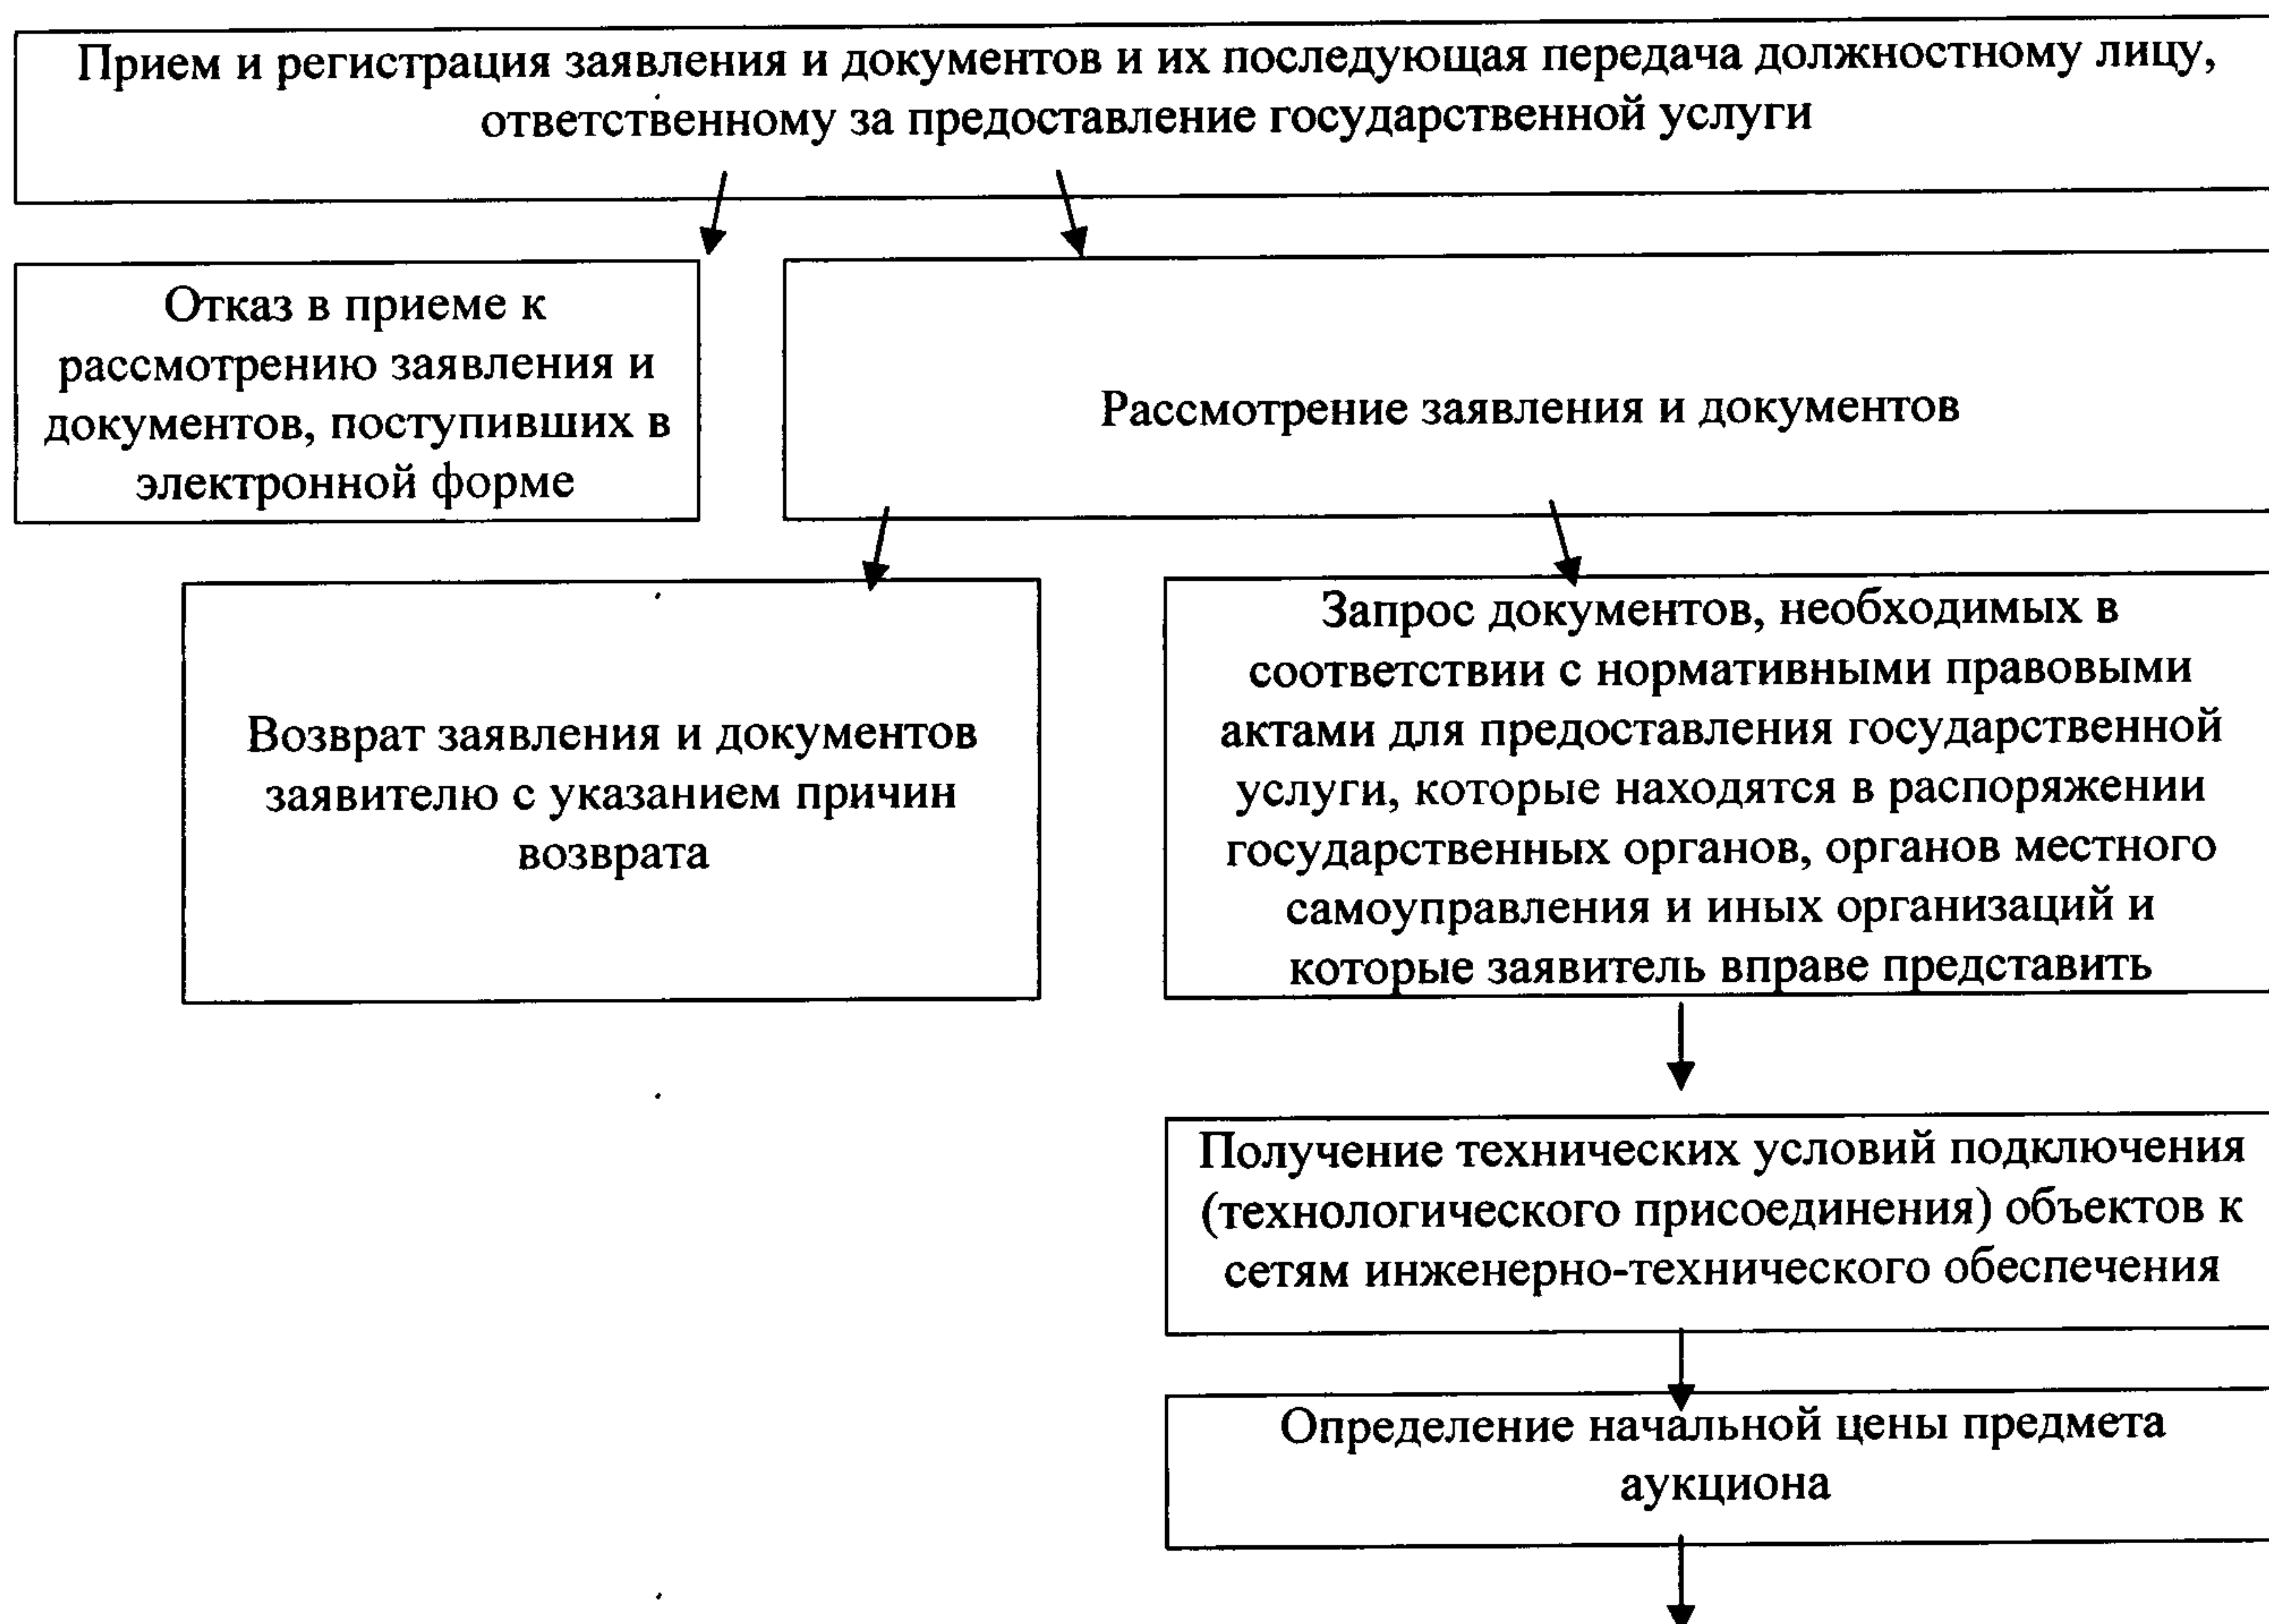 Прием и регистрация заявления и документов и их последующая передача должностному лицу,
ответственному за предоставление государственной услуги
Отказ в приеме к
рассмотрению заявления и
документов, поступивших в
электронной форме
Рассмотрение заявления и документов
Возврат заявления и документов
заявителю с указанием причин
возврата
Запрос документов, необходимых в
соответствии с нормативными правовыми
актами для предоставления государственной
услуги, которые находятся в распоряжении
государственных органов, органов местного
самоуправления и иных организаций и
которые заявитель вправе представить
Получение технических условий подключения
(технологического присоединения) объектов к
сетям инженерно-технического обеспечения
Определение начальной цены предмета
аукциона